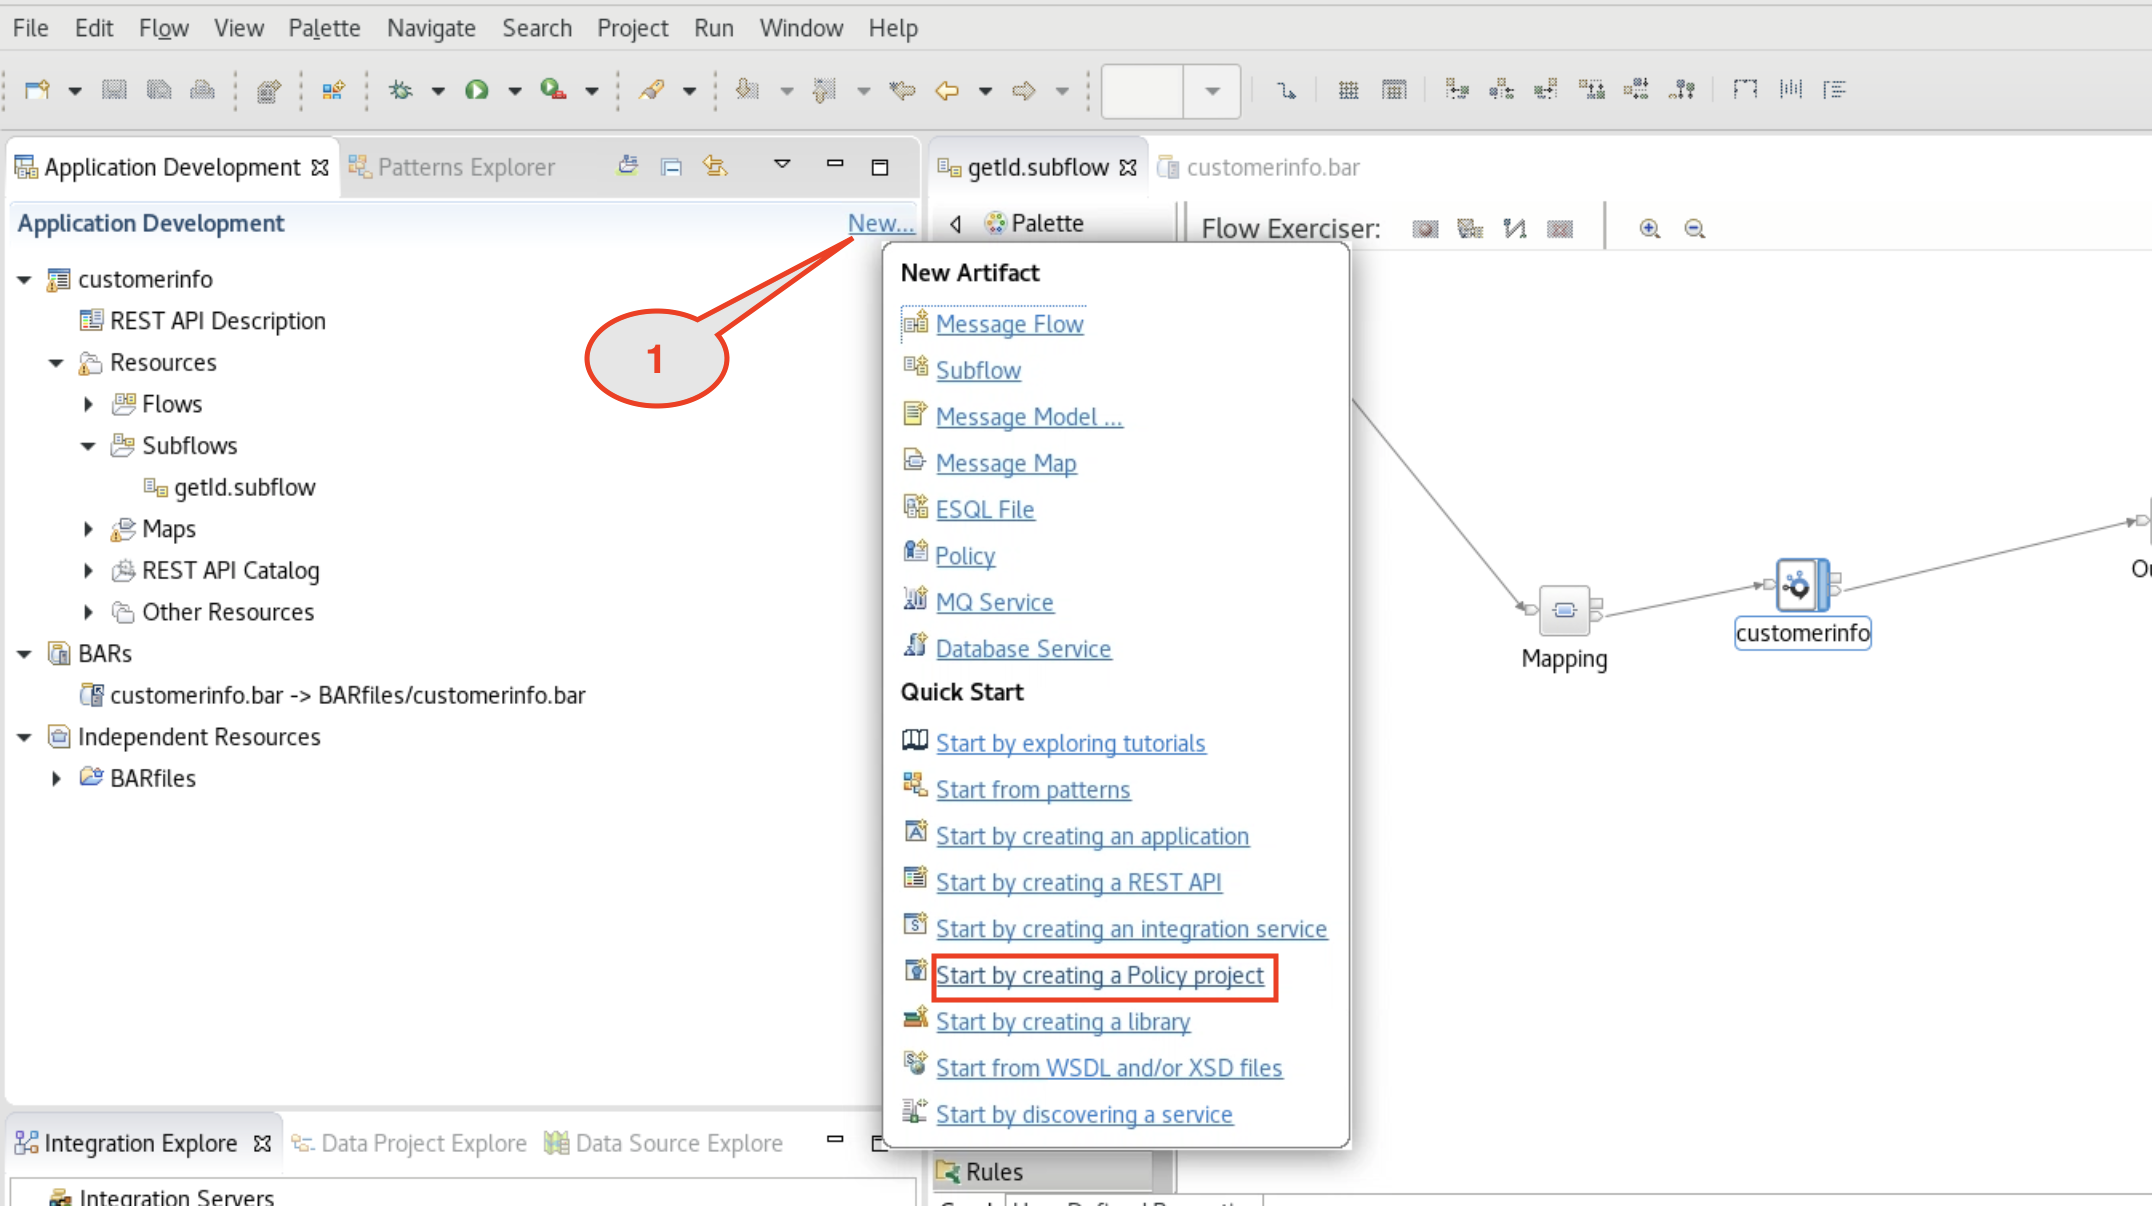 File Edit Flow View Palette Navigate Search Project Run Window Help
Application Development
Patterns Explorer
getId.subflow
customerinfo.bar
Application Development
New...
Palette
Flow Exerciser:
customerinfo
REST API Description
Resources
Flows
Subflows
getId.subflow
Maps
REST API Catalog
Other Resources
BARs
customerinfo.bar -> BARfiles/customerinfo.bar
Independent Resources
BARfiles
1
New Artifact
Message Flow
Subflow
Message Model ...
Message Map
ESQL File
Policy
MQ Service
Database Service
Quick Start
Start by exploring tutorials
Start from patterns
Start by creating an application
Start by creating a REST API
Start by creating an integration service
Start by creating a Policy project
Start by creating a library
Start from WSDL and/or XSD files
Start by discovering a service
Mapping
customerinfo
Integration Explore
Data Project Explore
Data Source Explore
Integration Servers
Rules